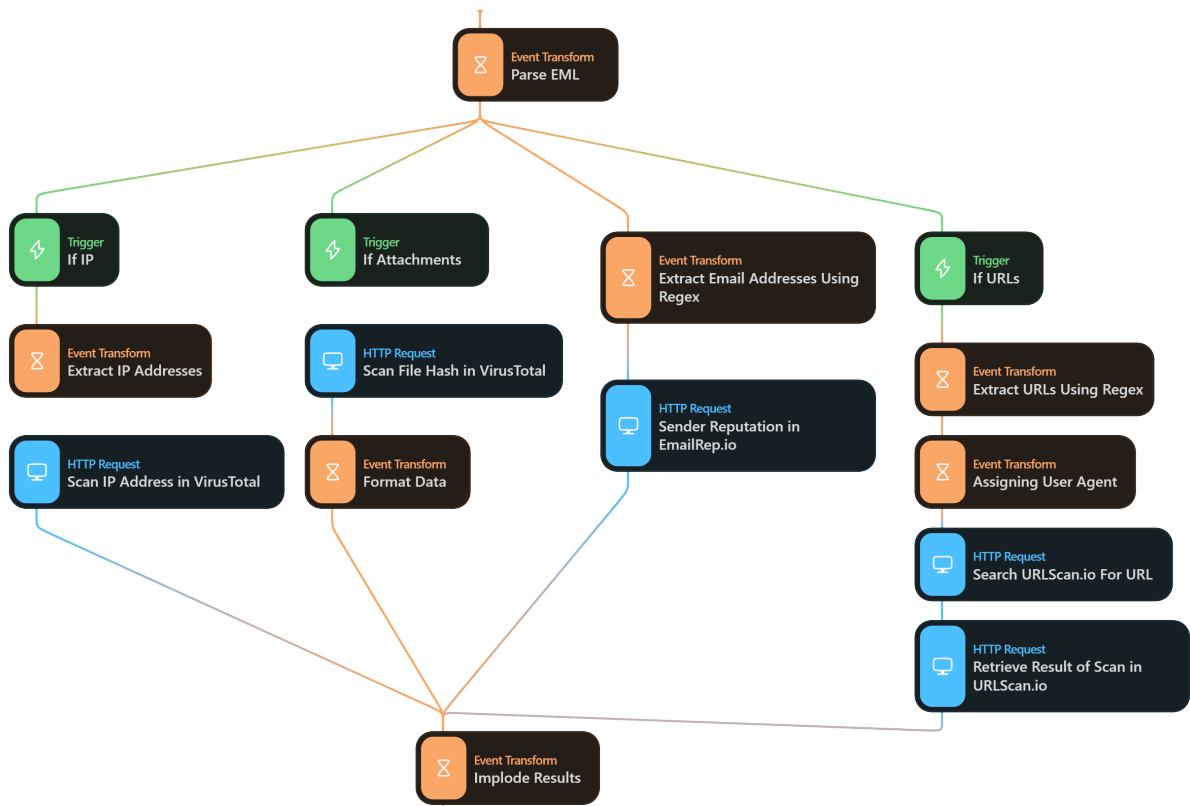 Event Transform
Parse EML
Trigger
If IP
Trigger
If Attachments
Event Transform
Extract Email Addresses Using
Regex
Trigger
If URLs
Event Transform
Extract IP Addresses
HTTP Request
Scan File Hash in VirusTotal
HTTP Request
Sender Reputation in
EmailRep.io
Event Transform
Extract URLs Using Regex
HTTP Request
Scan IP Address in VirusTotal
Event Transform
Format Data
Event Transform
Assigning User Agent
HTTP Request
Search URLScan.io For URL
HTTP Request
Retrieve Result of Scan in
URLScan.io
Event Transform
Implode Results